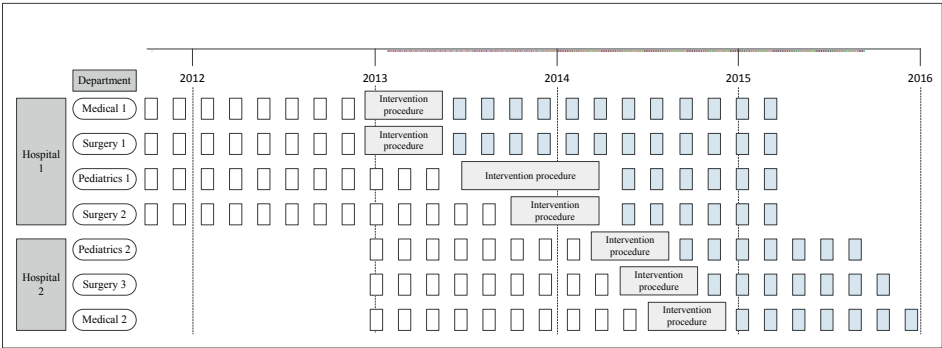 2012 2013 2014 2015 2016
Department
Hospital
1
Medical 1
Intervention
procedure
Surgery 1
Intervention
procedure
Pediatrics 1
Intervention procedure
Surgery 2
Intervention
procedure
Hospital
2
Pediatrics 2
Intervention
procedure
Surgery 3
Intervention
procedure
Medical 2
Intervention
procedure